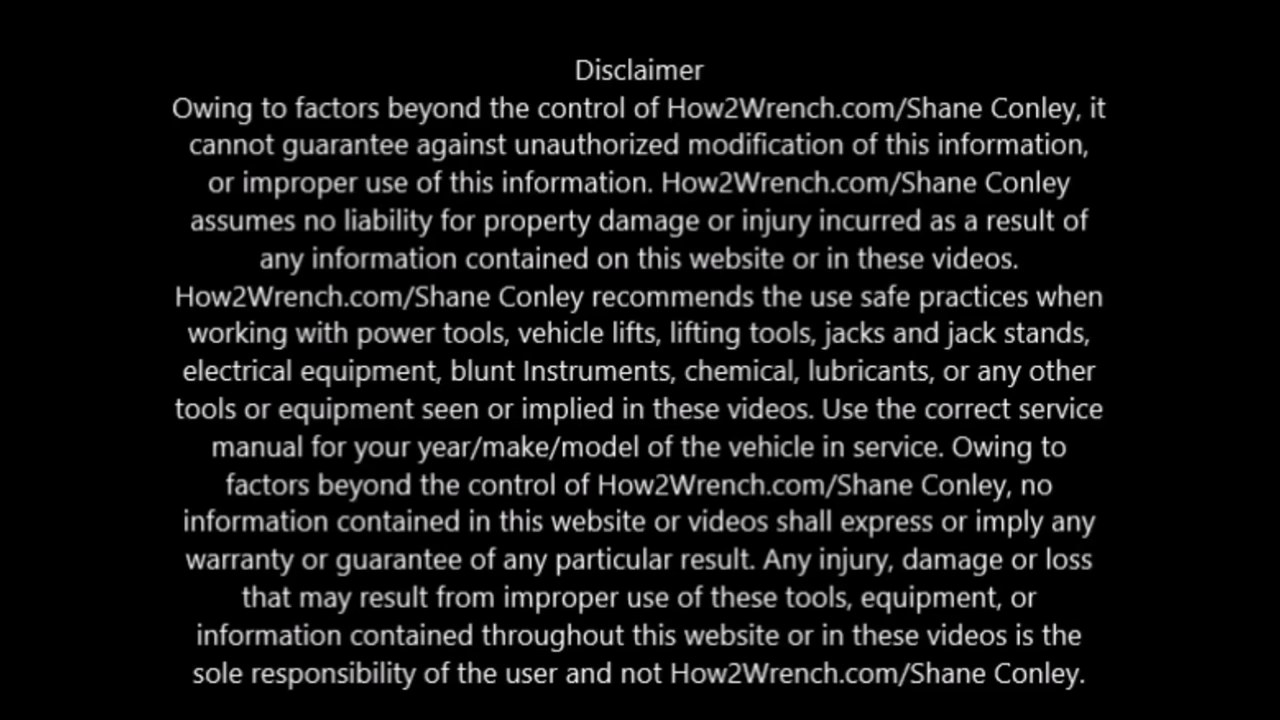 Disclaimer
Owing to factors beyond the control of How2Wrench.com/Shane Conley, it
cannot guarantee against unauthorized modification of this information,
or improper use of this information. How2Wrench.com/Shane Conley
assumes no liability for property damage or injury incurred as a result of
any information contained on this website or in these videos.
How2Wrench.com/Shane Conley recommends the use safe practices when
working with power tools, vehicle lifts, lifting tools, jacks and jack stands,
electrical equipment, blunt Instruments, chemical, lubricants, or any other
tools or equipment seen or implied in these videos. Use the correct service
manual for your year/make/model of the vehicle in service. Owing to
factors beyond the control of How2Wrench.com/Shane Conley, no
information contained in this website or videos shall express or imply any
warranty or guarantee of any particular result. Any injury, damage or loss
that may result from improper use of these tools, equipment, or
information contained throughout this website or in these videos is the
sole responsibility of the user and not How2Wrench.com/Shane Conley.